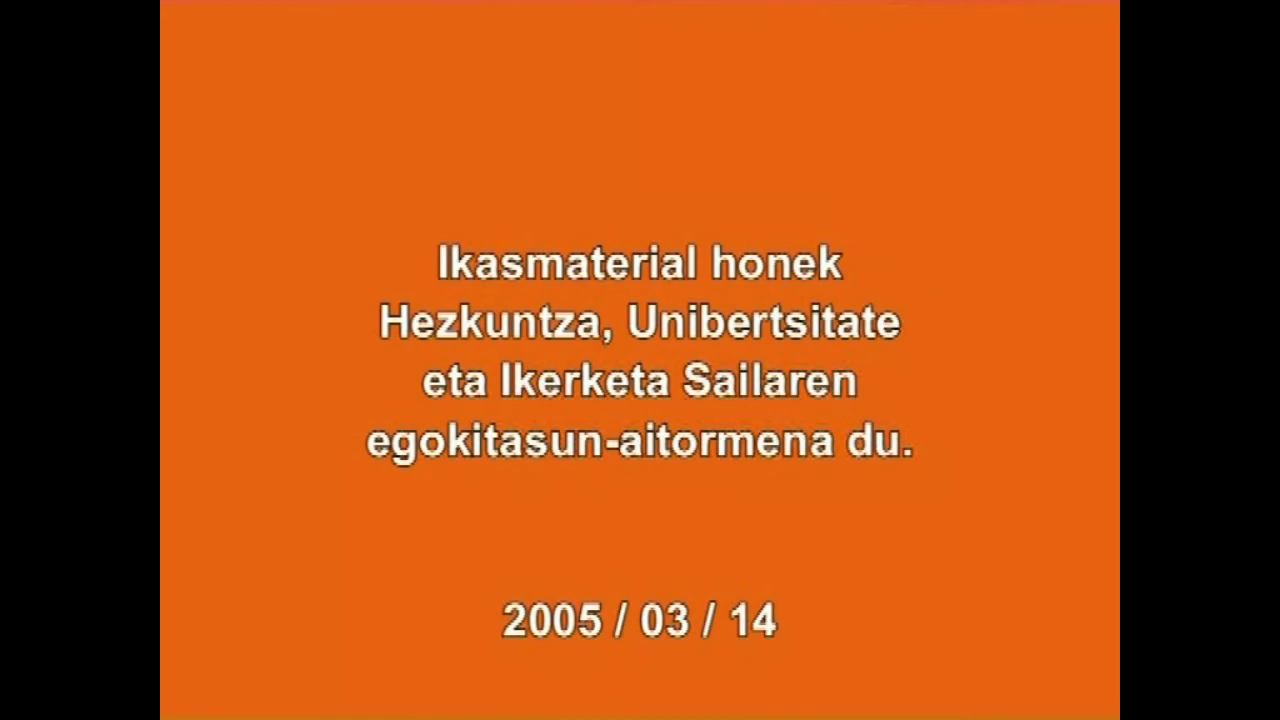 Ikasmaterial honek
Hezkuntza, Unibertsitate
eta Ikerketa Sailaren
egokitasun-aitormena du.
2005 / 03 / 14